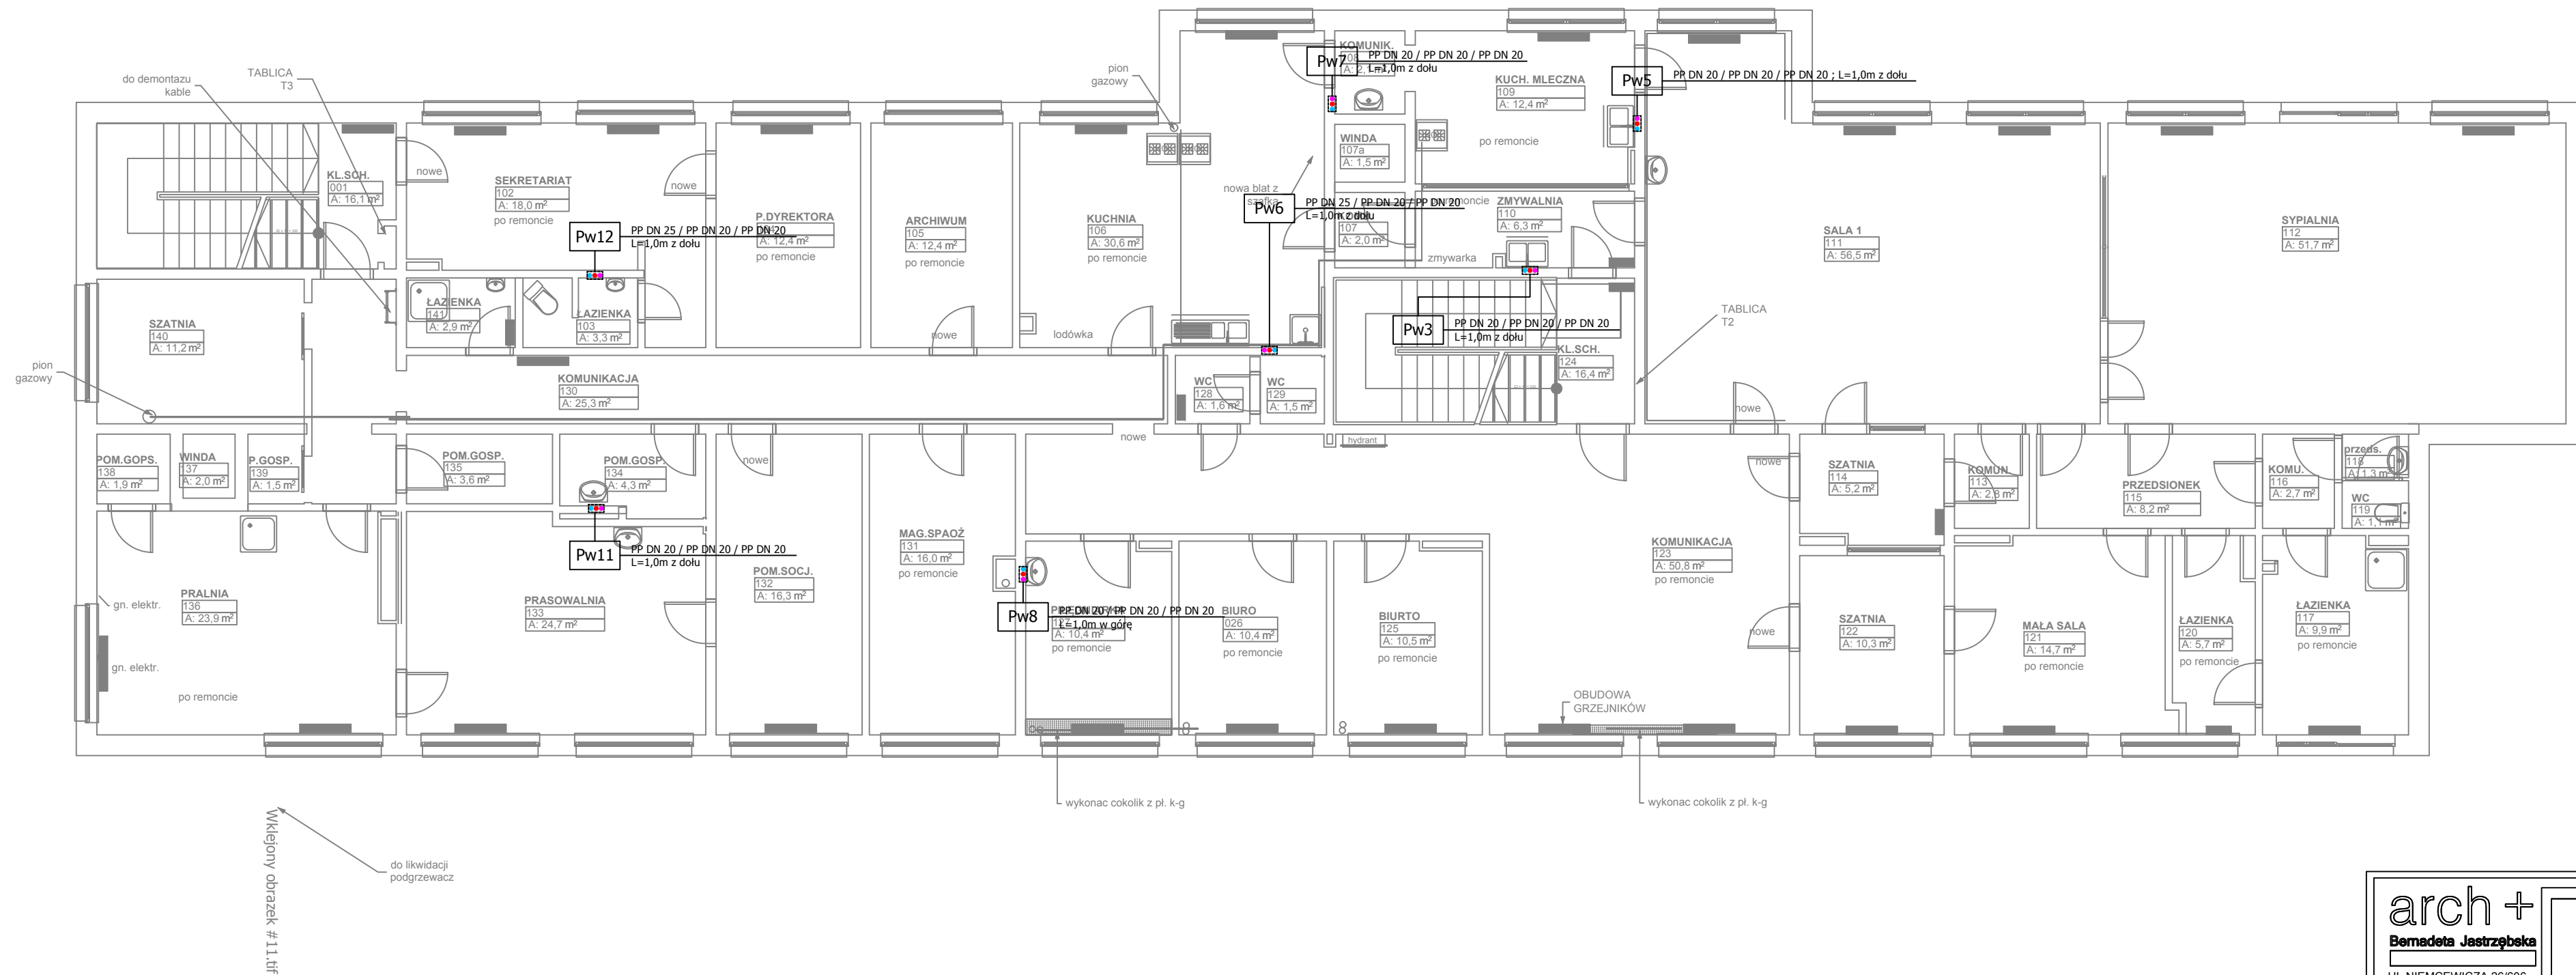 do demontazu
kable
TABLICA
T3
pion
gazowy
KOMUNIK.
Pw7
PP DN 20 / PP DN 20 / PP DN 20
L=1,0m z dołu
KUCH. MLECZNA
109
A: 12,4 m²
po remoncie
Pw5
PP DN 20 / PP DN 20 / PP DN 20 ; L=1,0m z dołu
WINDA
107a
A: 1,5 m²
nowa blat z
szafką
KL.SCH.
001
A: 16,1 m²
nowe
SEKRETARIAT
102
A: 18,0 m²
po remoncie
nowe
Pw12
PP DN 25 / PP DN 20 / PP DN 20
L=1,0m z dołu
P.DYREKTORA
A: 12,4 m²
po remoncie
ARCHIWUM
105
A: 12,4 m²
po remoncie
nowe
KUCHNIA
106
A: 30,6 m²
po remoncie
lodówka
Pw6
PP DN 25 / PP DN 20 / PP DN 20
L=1,0m z dołu
107
A: 2,0 m²
ZMYWALNIA
110
A: 6,3 m²
zmywarka
SALA 1
111
A: 56,5 m²
SYPIALNIA
112
A: 51,7 m²
ŁAZIENKA
141
A: 2,9 m²
ŁAZIENKA
103
A: 3,3 m²
SZATNIA
140
A: 11,2 m²
pion
gazowy
KOMUNIKACJA
130
A: 25,3 m²
WC
128
A: 1,6 m²
WC
129
A: 1,5 m²
Pw3
PP DN 20 / PP DN 20 / PP DN 20
L=1,0m z dołu
KL.SCH.
124
A: 16,4 m²
TABLICA
T2
nowe
nowe
hydrant
POM.GOPS.
138
A: 1,9 m²
WINDA
137
A: 2,0 m²
P.GOSP.
139
A: 1,5 m²
POM.GOSP.
135
A: 3,6 m²
POM.GOSP.
134
A: 4,3 m²
nowe
Pw11
PP DN 20 / PP DN 20 / PP DN 20
L=1,0m z dołu
POM.SOCJ.
132
A: 16,3 m²
MAG.SPAOŻ
131
A: 16,0 m²
po remoncie
KOMUNIKACJA
123
A: 50,8 m²
po remoncie
nowe
nowe
SZATNIA
114
A: 5,2 m²
KOMUN.
113
A: 2,8 m²
PRZEDSIONEK
115
A: 8,2 m²
KOMU.
116
A: 2,7 m²
przeds.
118
A: 1,3 m²
WC
119
A: 1,1 m²
PRALNIA
136
A: 23,9 m²
gn. elektr.
gn. elektr.
po remoncie
PRASOWALNIA
133
A: 24,7 m²
Pw8
PP DN 20 / PP DN 20 / PP DN 20
L=1,0m w górę
A: 10,4 m²
po remoncie
BIURO
026
A: 10,4 m²
po remoncie
BIURTO
125
A: 10,5 m²
po remoncie
SZATNIA
122
A: 10,3 m²
MAŁA SALA
121
A: 14,7 m²
po remoncie
ŁAZIENKA
120
A: 5,7 m²
po remoncie
ŁAZIENKA
117
A: 9,9 m²
po remoncie
OBUDOWA
GRZEJNIKÓW
wykonac cokolik z pł. k-g
wykonac cokolik z pł. k-g
Wklejony obrazek #11.tif
do likwidacji
podgrzewacz
arch +
Bernadeta Jastrzębska
UL.NIEMCEWICZA 26/606